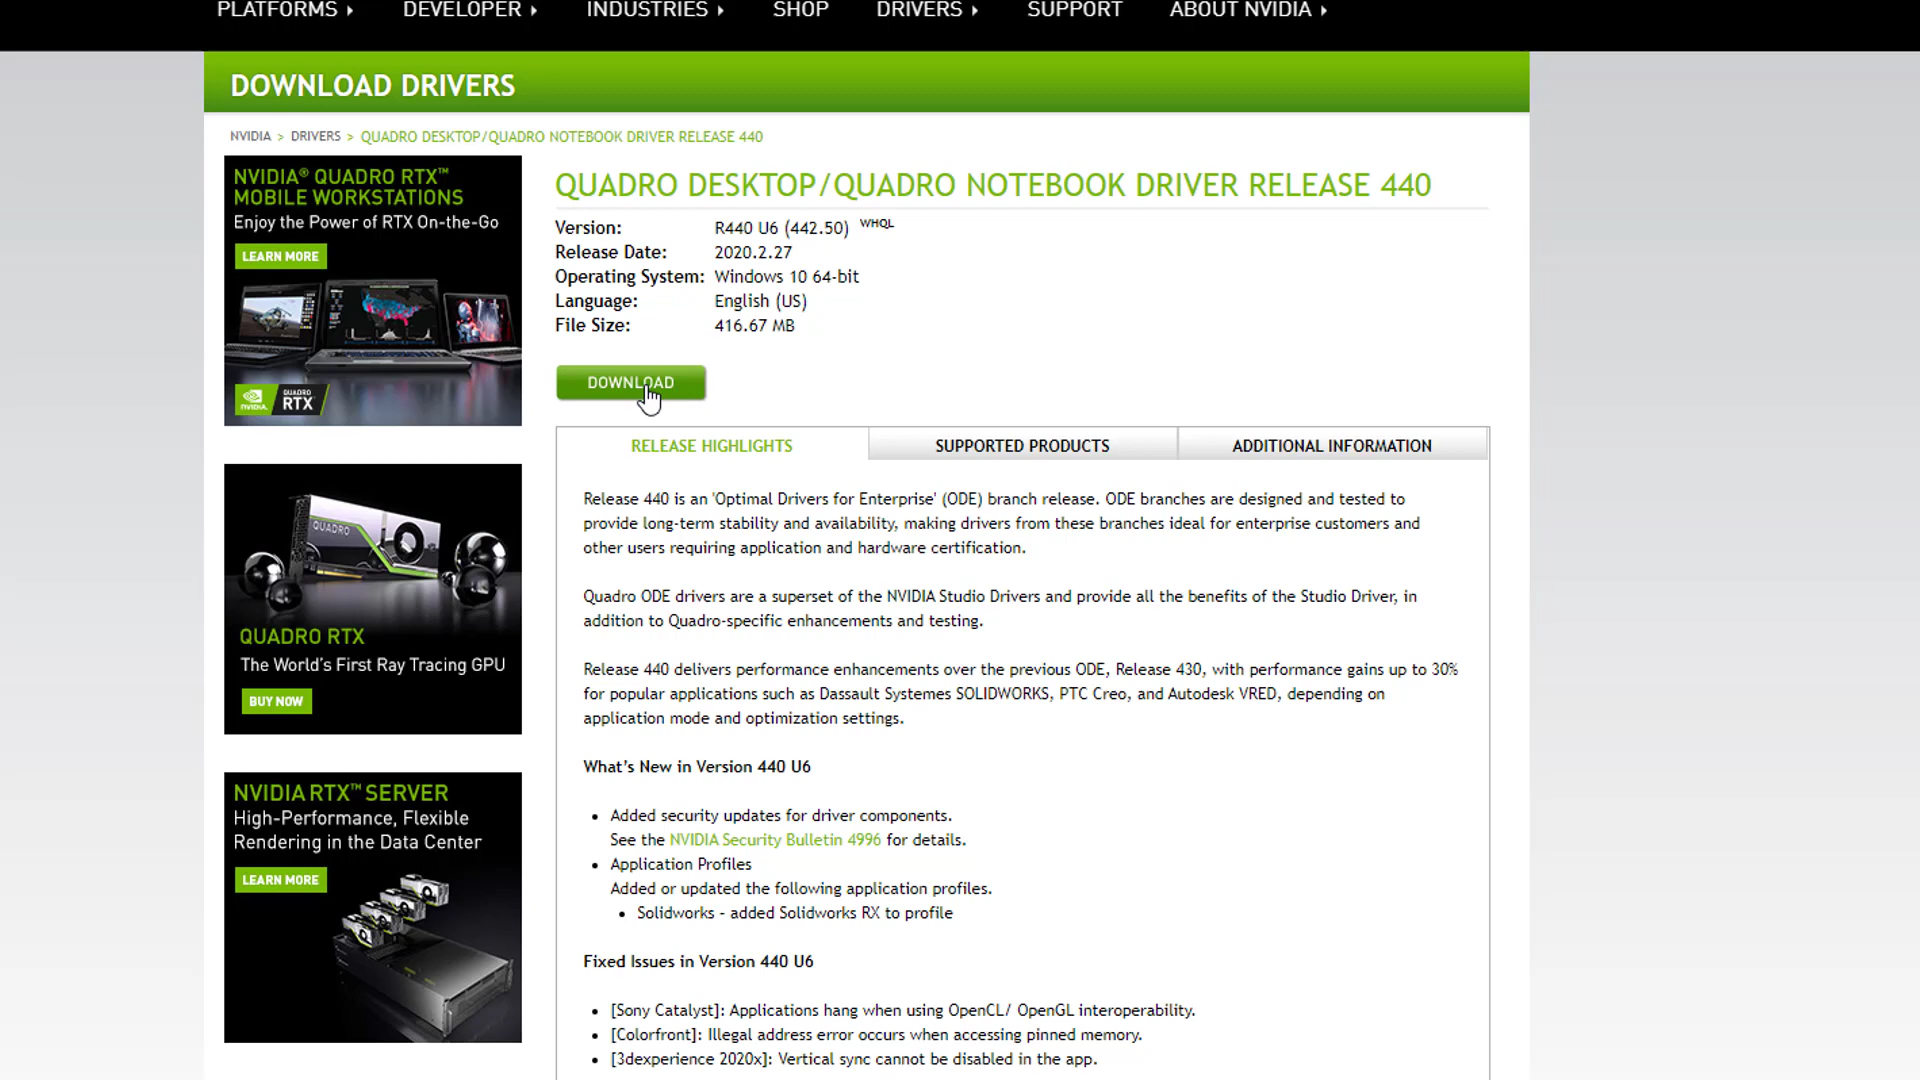 PLATFORMS DEVELOPER INDUSTRIES SHOP DRIVERS SUPPORT ABOUT NVIDIA
DOWNLOAD DRIVERS
NVIDIA > DRIVERS > QUADRO DESKTOP/QUADRO NOTEBOOK DRIVER RELEASE 440
NVIDIA® QUADRO RTX™
MOBILE WORKSTATIONS
Enjoy the Power of RTX On-the-Go
LEARN MORE
NVIDIA.
QUADRO
RTX™
QUADRO
QUADRO RTX
The World's First Ray Tracing GPU
BUY NOW
NVIDIA RTX™ SERVER
High-Performance, Flexible
Rendering in the Data Center
LEARN MORE
QUADRO DESKTOP/QUADRO NOTEBOOK DRIVER RELEASE 440
Version: R440 U6 (442.50) WHQL
Release Date: 2020.2.27
Operating System: Windows 10 64-bit
Language: English (US)
File Size: 416.67 MB
DOWNLOAD
RELEASE HIGHLIGHTS SUPPORTED PRODUCTS ADDITIONAL INFORMATION
Release 440 is an 'Optimal Drivers for Enterprise' (ODE) branch release. ODE branches are designed and tested to
provide long-term stability and availability, making drivers from these branches ideal for enterprise customers and
other users requiring application and hardware certification.
Quadro ODE drivers are a superset of the NVIDIA Studio Drivers and provide all the benefits of the Studio Driver, in
addition to Quadro-specific enhancements and testing.
Release 440 delivers performance enhancements over the previous ODE, Release 430, with performance gains up to 30%
for popular applications such as Dassault Systemes SOLIDWORKS, PTC Creo, and Autodesk VRED, depending on
application mode and optimization settings.
What's New in Version 440 U6
• Added security updates for driver components.
See the NVIDIA Security Bulletin 4996 for details.
• Application Profiles
Added or updated the following application profiles.
• Solidworks - added Solidworks RX to profile
Fixed Issues in Version 440 U6
• [Sony Catalyst]: Applications hang when using OpenCL/ OpenGL interoperability.
• [Colorfront]: Illegal address error occurs when accessing pinned memory.
• [3dexperience 2020x]: Vertical sync cannot be disabled in the app.